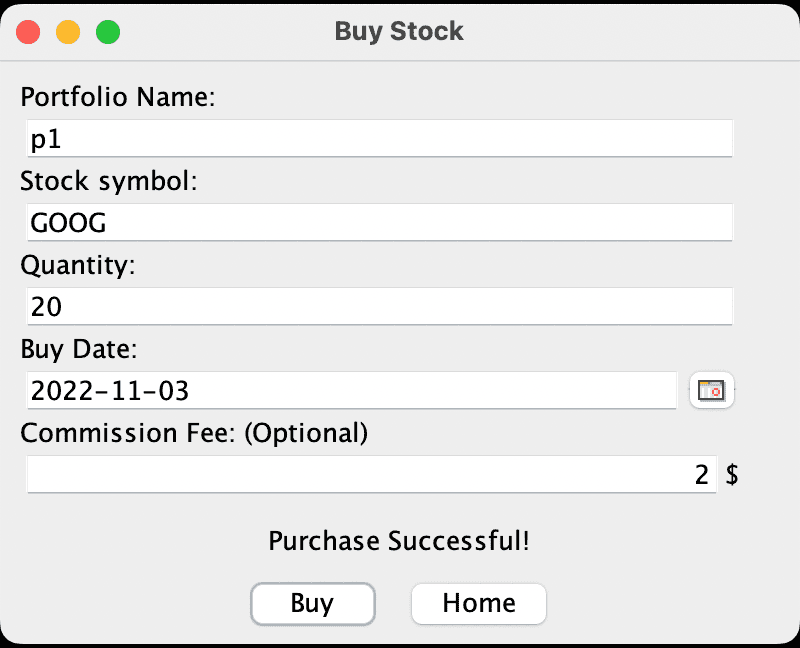 Buy Stock
Portfolio Name:
p1
Stock symbol:
GOOG
Quantity:
20
Buy Date:
2022-11-03
Commission Fee: (Optional)
2 $
Purchase Successful!
Buy Home